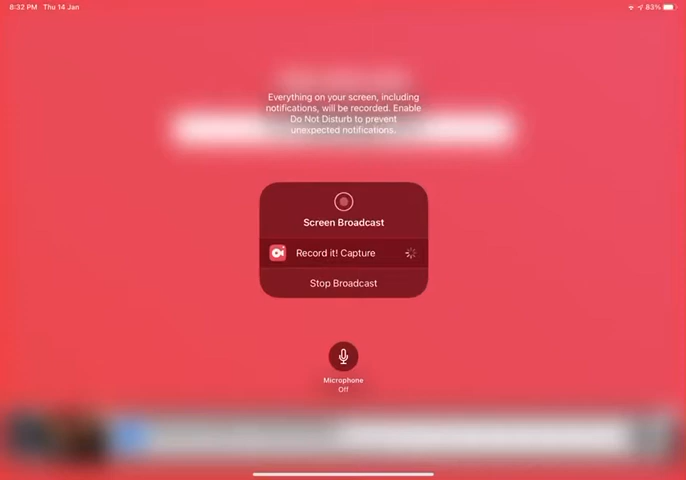 8:32 PM Thu 14 Jan 83%
Everything on your screen, including
notifications, will be recorded. Enable
Do Not Disturb to prevent
unexpected notifications.
Screen Broadcast
Record it! Capture
Stop Broadcast
Microphone
Off